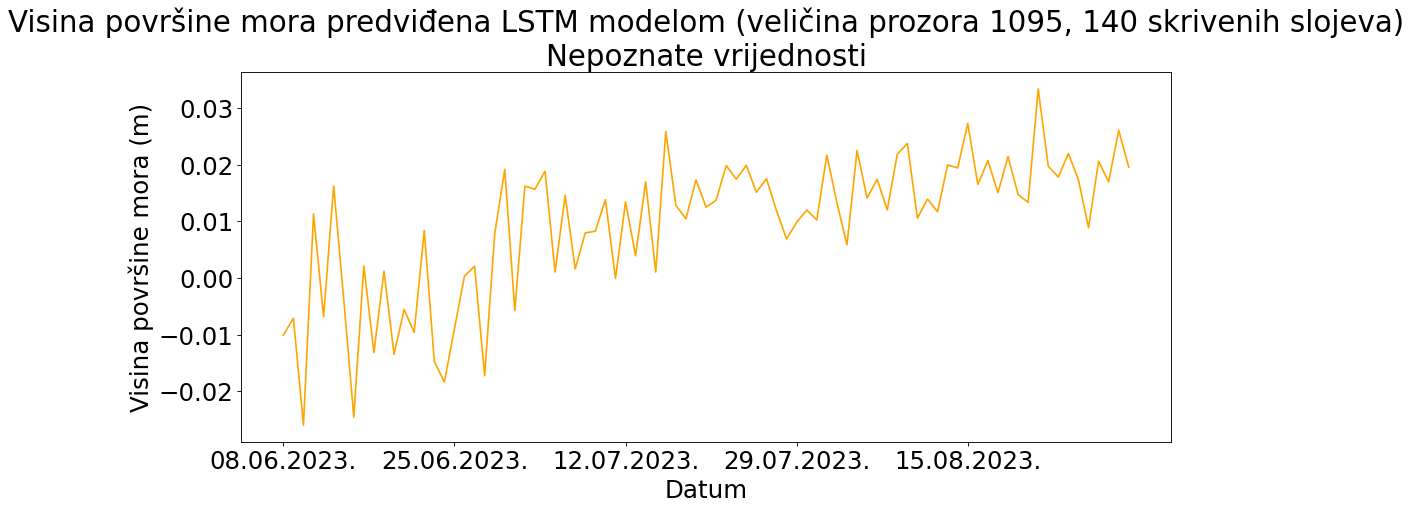 Visina površine mora predviđena LSTM modelom (veličina prozora 1095, 140 skrivenih slojeva)
Nepoznate vrijednosti
Visina površine mora (m)
0.03
0.02
0.01
0.00
−0.01
−0.02
08.06.2023. 25.06.2023. 12.07.2023. 29.07.2023. 15.08.2023.
Datum